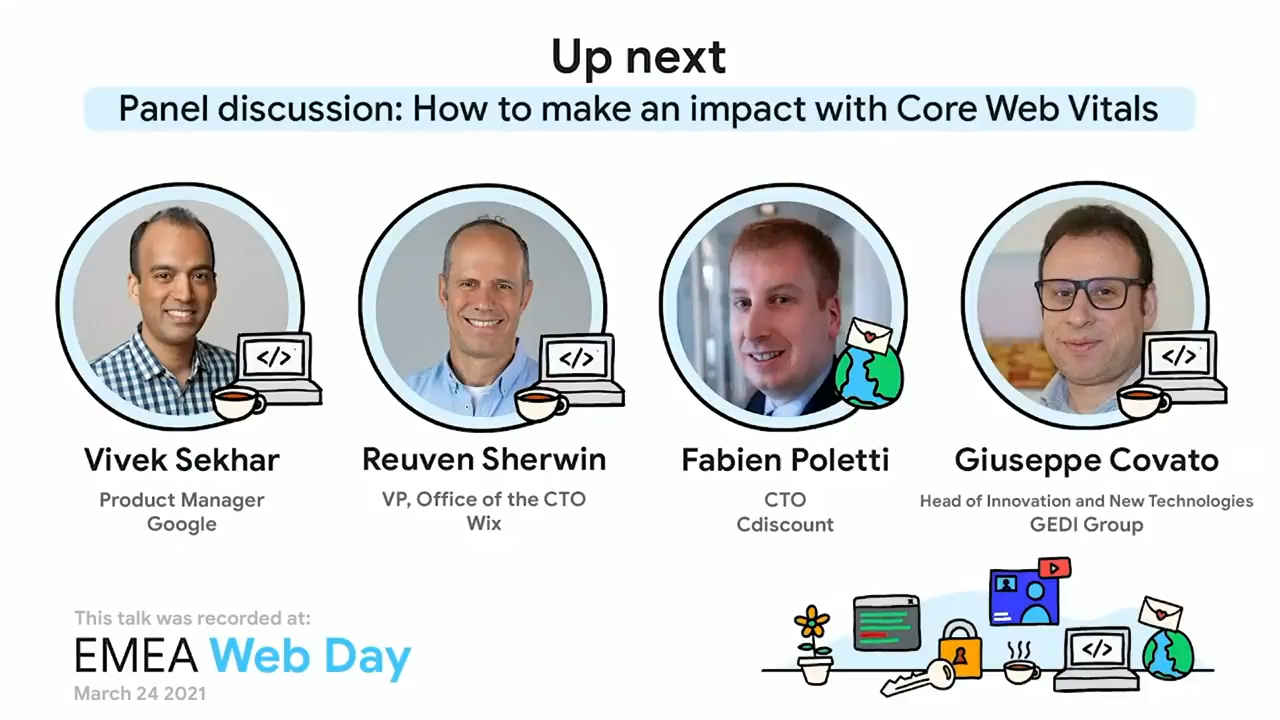 Up next
Panel discussion: How to make an impact with Core Web Vitals
</>
</>
</>
Vivek Sekhar
Product Manager
Google
Reuven Sherwin
VP, Office of the CTO
Wix
Fabien Poletti
CTO
Cdiscount
Giuseppe Covato
Head of Innovation and New Technologies
GEDI Group
This talk was recorded at:
EMEA Web Day
March 24 2021
</>